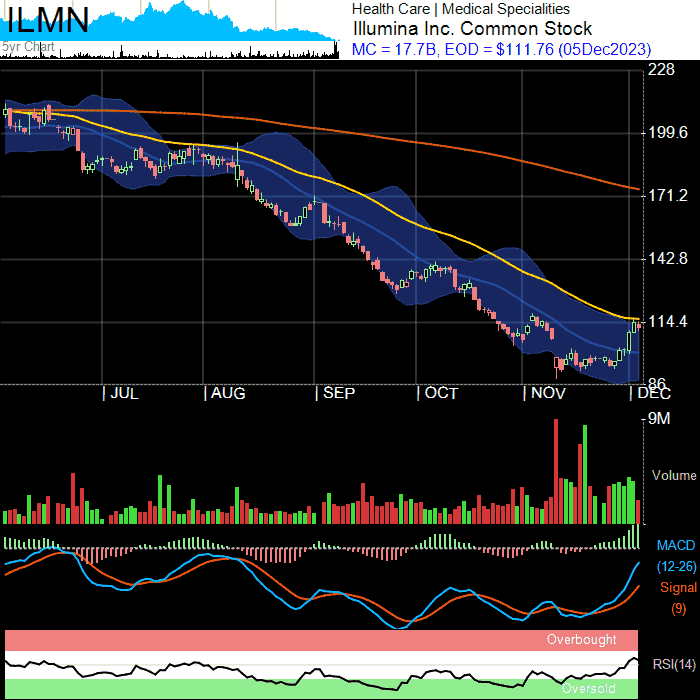 ILMN
5yr Chart
Health Care | Medical Specialities
Illumina Inc. Common Stock
MC = 17.7B, EOD = $111.76 (05Dec2023)
228
199.6
171.2
142.8
114.4
86
JUL AUG SEP OCT NOV DEC
9M
Volume
MACD
(12-26)
Signal
(9)
Overbought
RSI(14)
Oversold